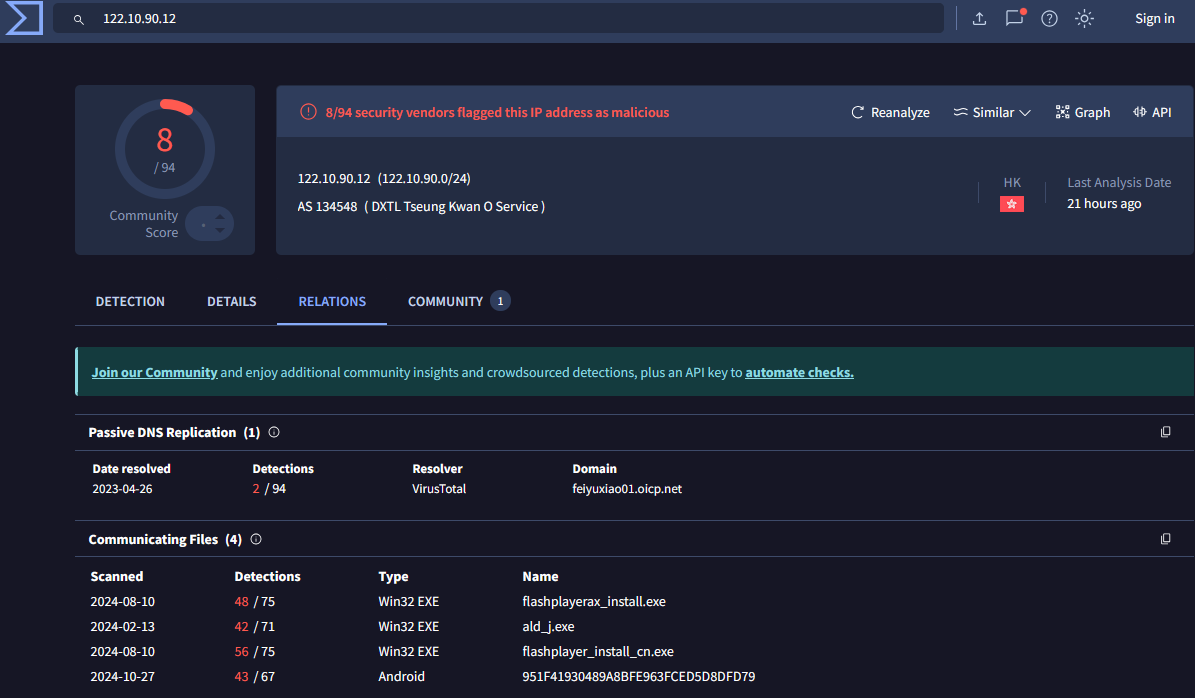 122.10.90.12
Sign in
8
/ 94
Community
Score
8/94 security vendors flagged this IP address as malicious
Reanalyze
Similar
Graph
API
122.10.90.12 (122.10.90.0/24)
AS 134548 ( DXTL Tseung Kwan O Service )
HK
Last Analysis Date
21 hours ago
DETECTION
DETAILS
RELATIONS
COMMUNITY 1
Join our Community and enjoy additional community insights and crowdsourced detections, plus an API key to automate checks.
Passive DNS Replication (1)
Date resolved Detections Resolver Domain
2023-04-26 2 / 94 VirusTotal feiyuxiao01.oicp.net
Communicating Files (4)
Scanned Detections Type Name
2024-08-10 48 / 75 Win32 EXE flashplayerax_install.exe
2024-02-13 42 / 71 Win32 EXE ald_j.exe
2024-08-10 56 / 75 Win32 EXE flashplayer_install_cn.exe
2024-10-27 43 / 67 Android 951F41930489A8BFE963FCED5D8DFD79